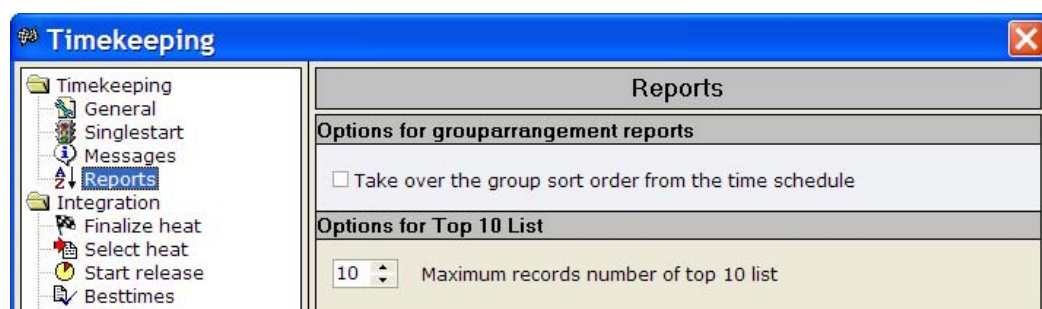 Timekeeping
Timekeeping
General
Singlestart
Messages
Reports
Integration
Finalize heat
Select heat
Start release
Besttimes
Reports
Options for grouparrangement reports
Take over the group sort order from the time schedule
Options for Top 10 List
10 Maximum records number of top 10 list